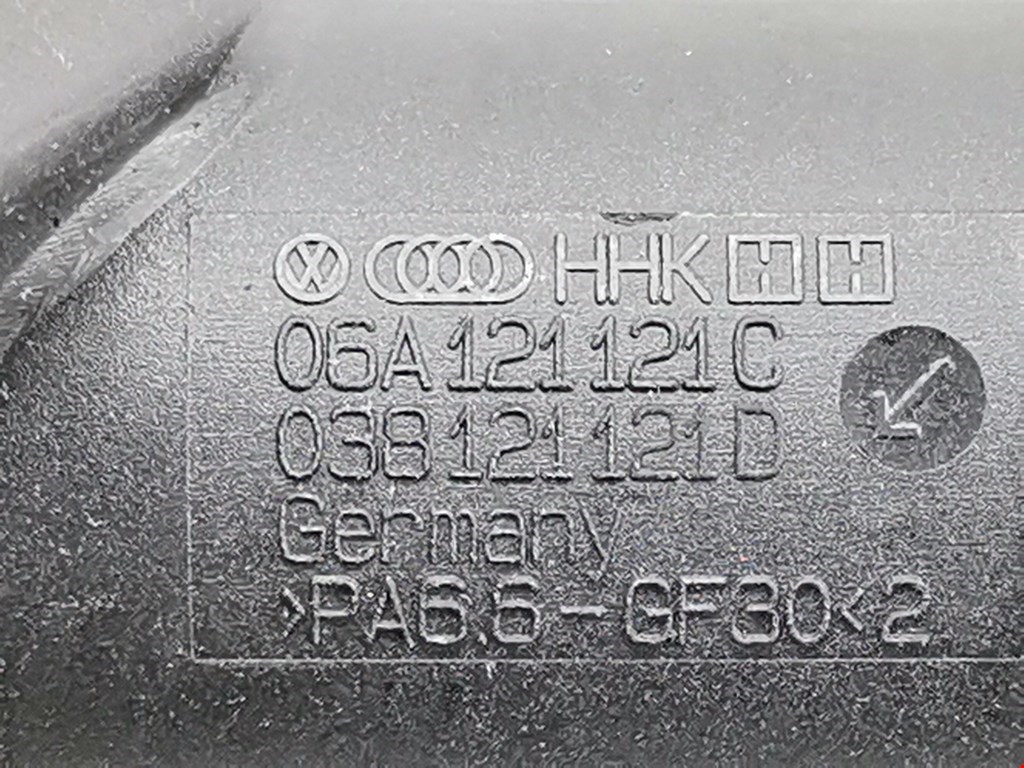 HHK H H
06A 121 121 C
038 121 121 D
Germany
>PA6.6-GF30<2